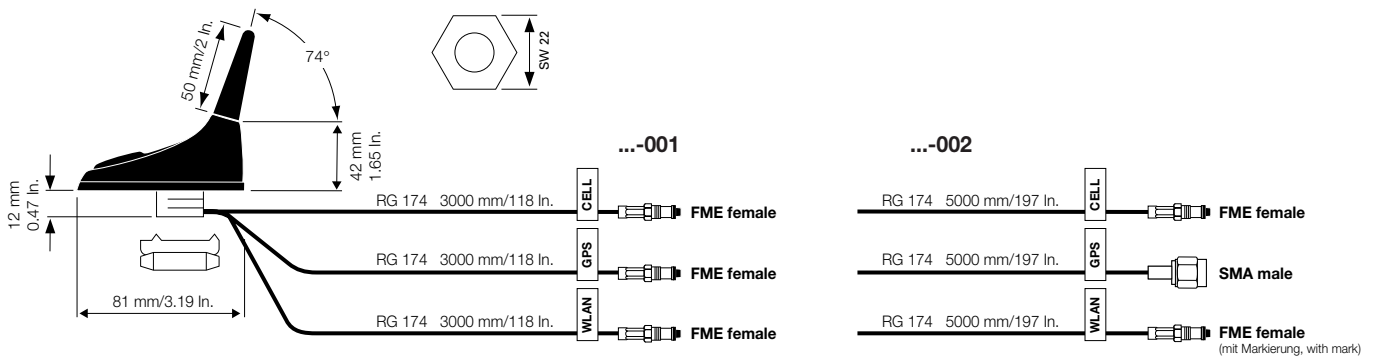 50 mm/2 In.
74°
SW 22
42 mm
1.65 In.
12 mm
0.47 In.
81 mm/3.19 In.
...-001
RG 174 3000 mm/118 In.
CELL
FME female
RG 174 3000 mm/118 In.
GPS
FME female
RG 174 3000 mm/118 In.
WLAN
FME female
...-002
RG 174 5000 mm/197 In.
CELL
FME female
RG 174 5000 mm/197 In.
GPS
SMA male
RG 174 5000 mm/197 In.
WLAN
FME female
(mit Markierung, with mark)